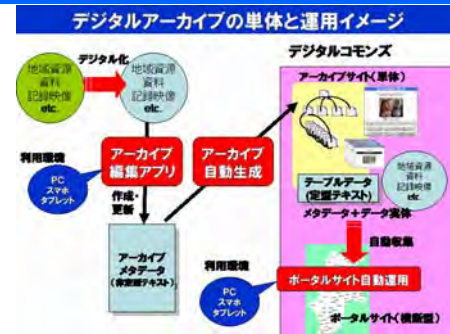 デジタルアーカイブの単体と運用イメージ
デジタルコモンズ
デジタル化
地域資源
資料
記録映像
etc.
地域資源
資料
記録映像
etc.
アーカイブサイト(単体)
利用環境
PC
スマホ
タブレット
アーカイブ
編集アプリ
アーカイブ
自動生成
作成・
更新
地域資源
資料
記録映像
etc.
テーブルデータ
(定型テキスト)
メタデータ+データ実体
アーカイブ
メタデータ
(非定型テキスト)
自動収集
利用環境
PC
スマホ
タブレット
ポータルサイト自動運用
ポータルサイト(横断型)